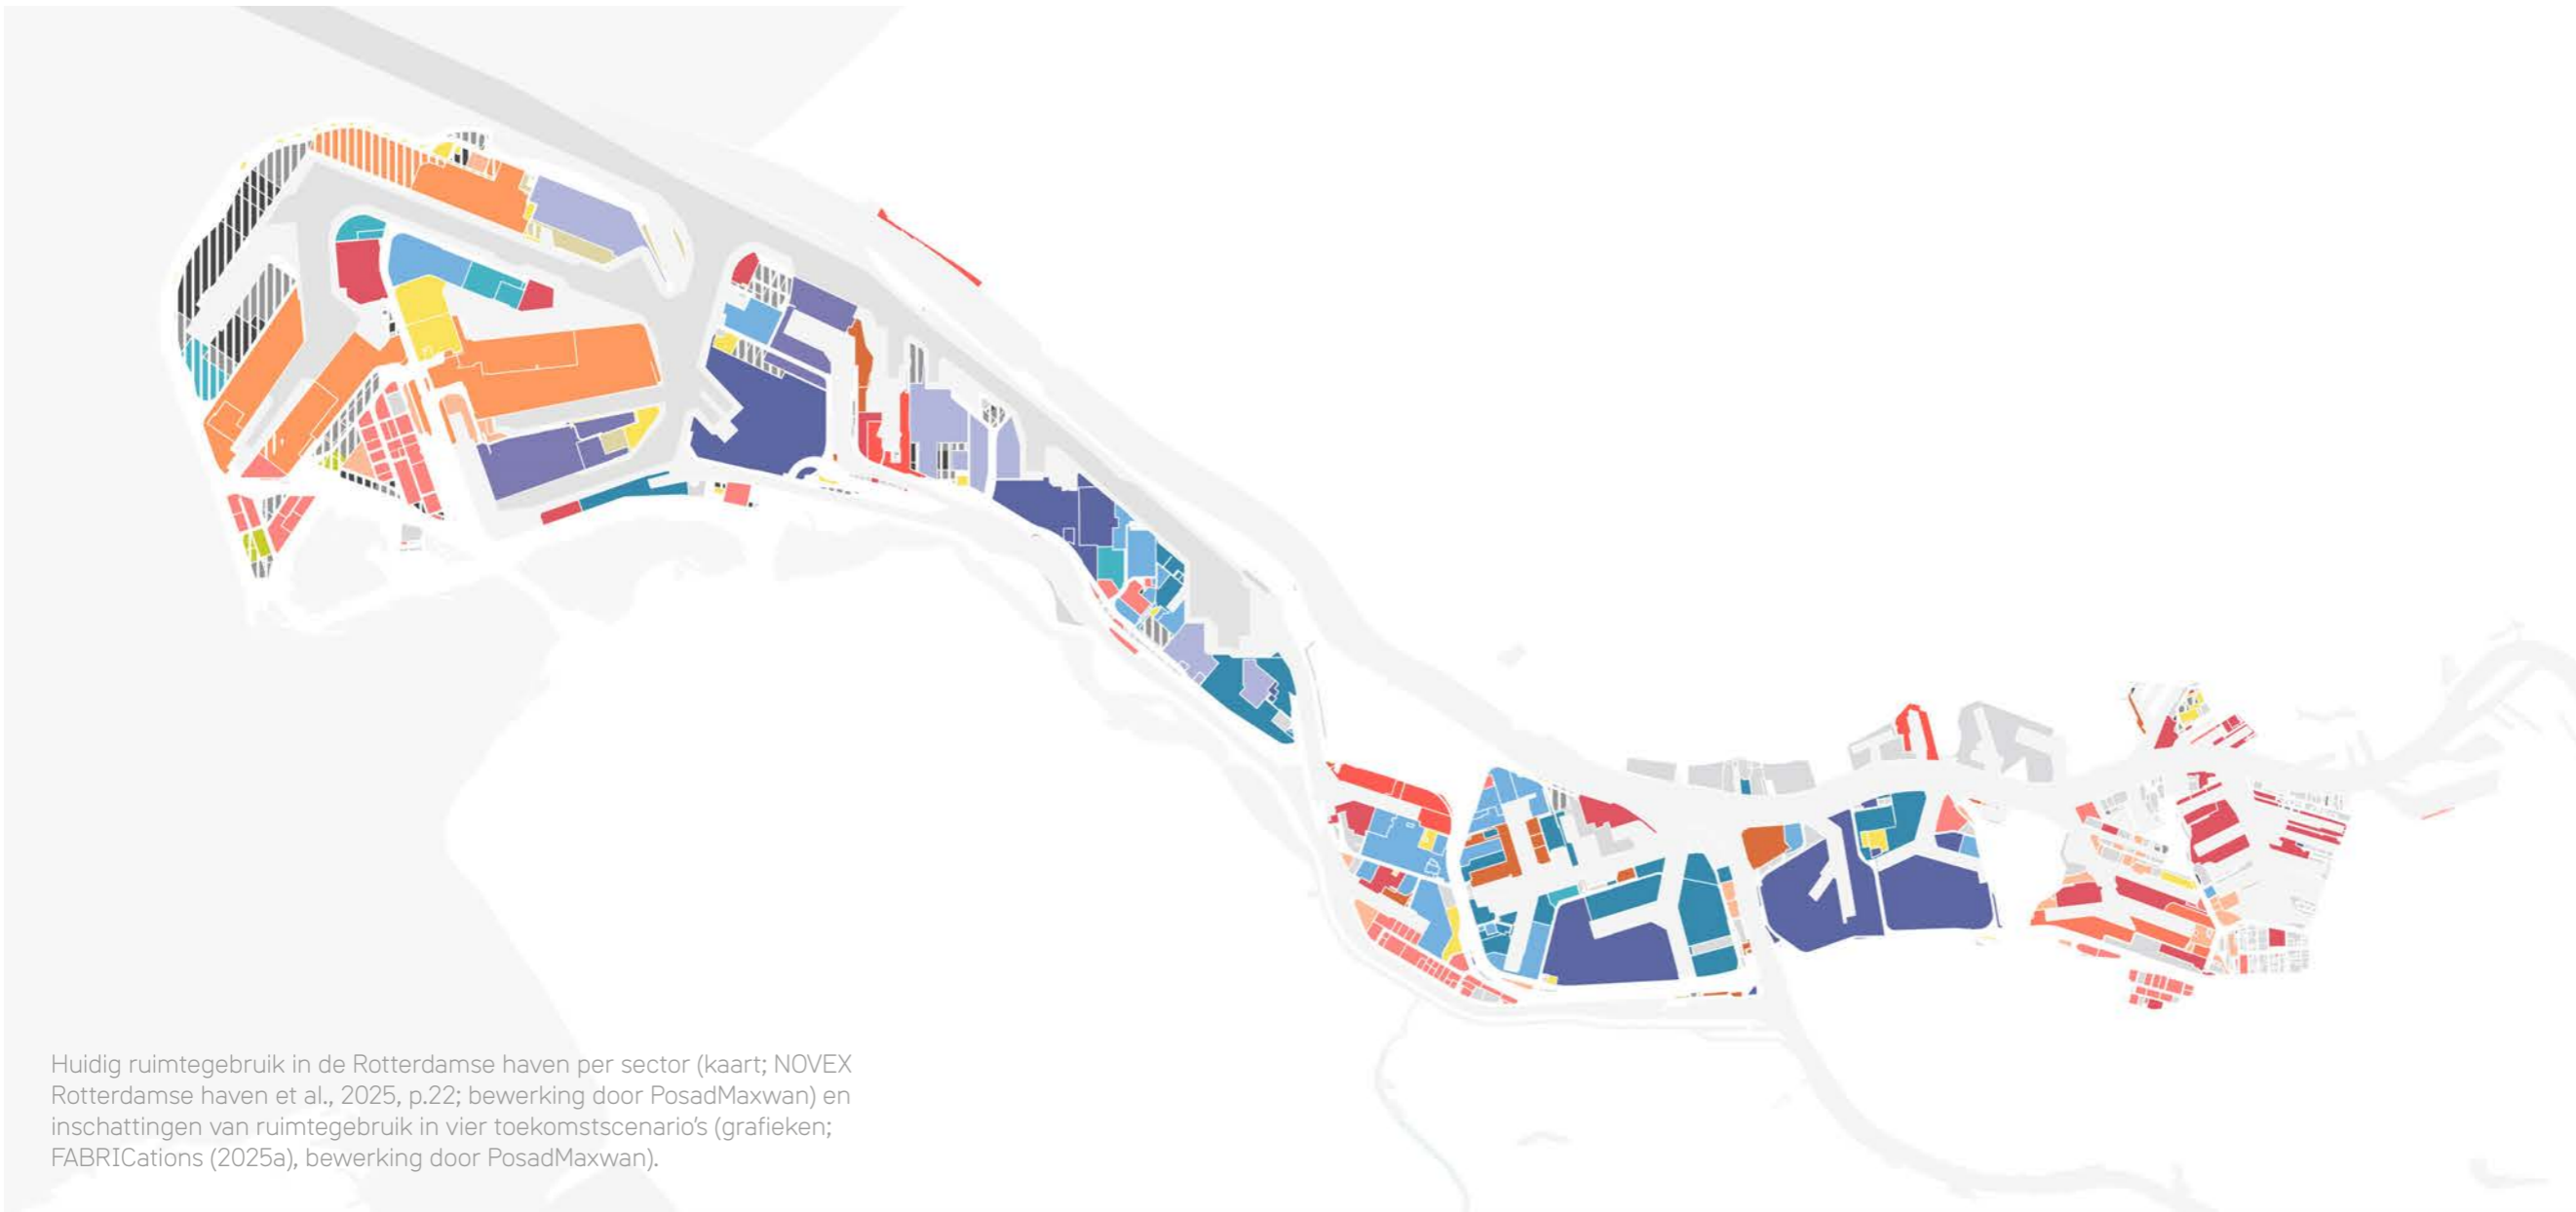 Huidig ruimtegebruik in de Rotterdamse haven per sector (kaart; NOVEX
Rotterdamse haven et al., 2025, p.22; bewerking door PosadMaxwan) en
inschattingen van ruimtegebruik in vier toekomstscenario's (grafieken;
FABRICations (2025a), bewerking door PosadMaxwan).